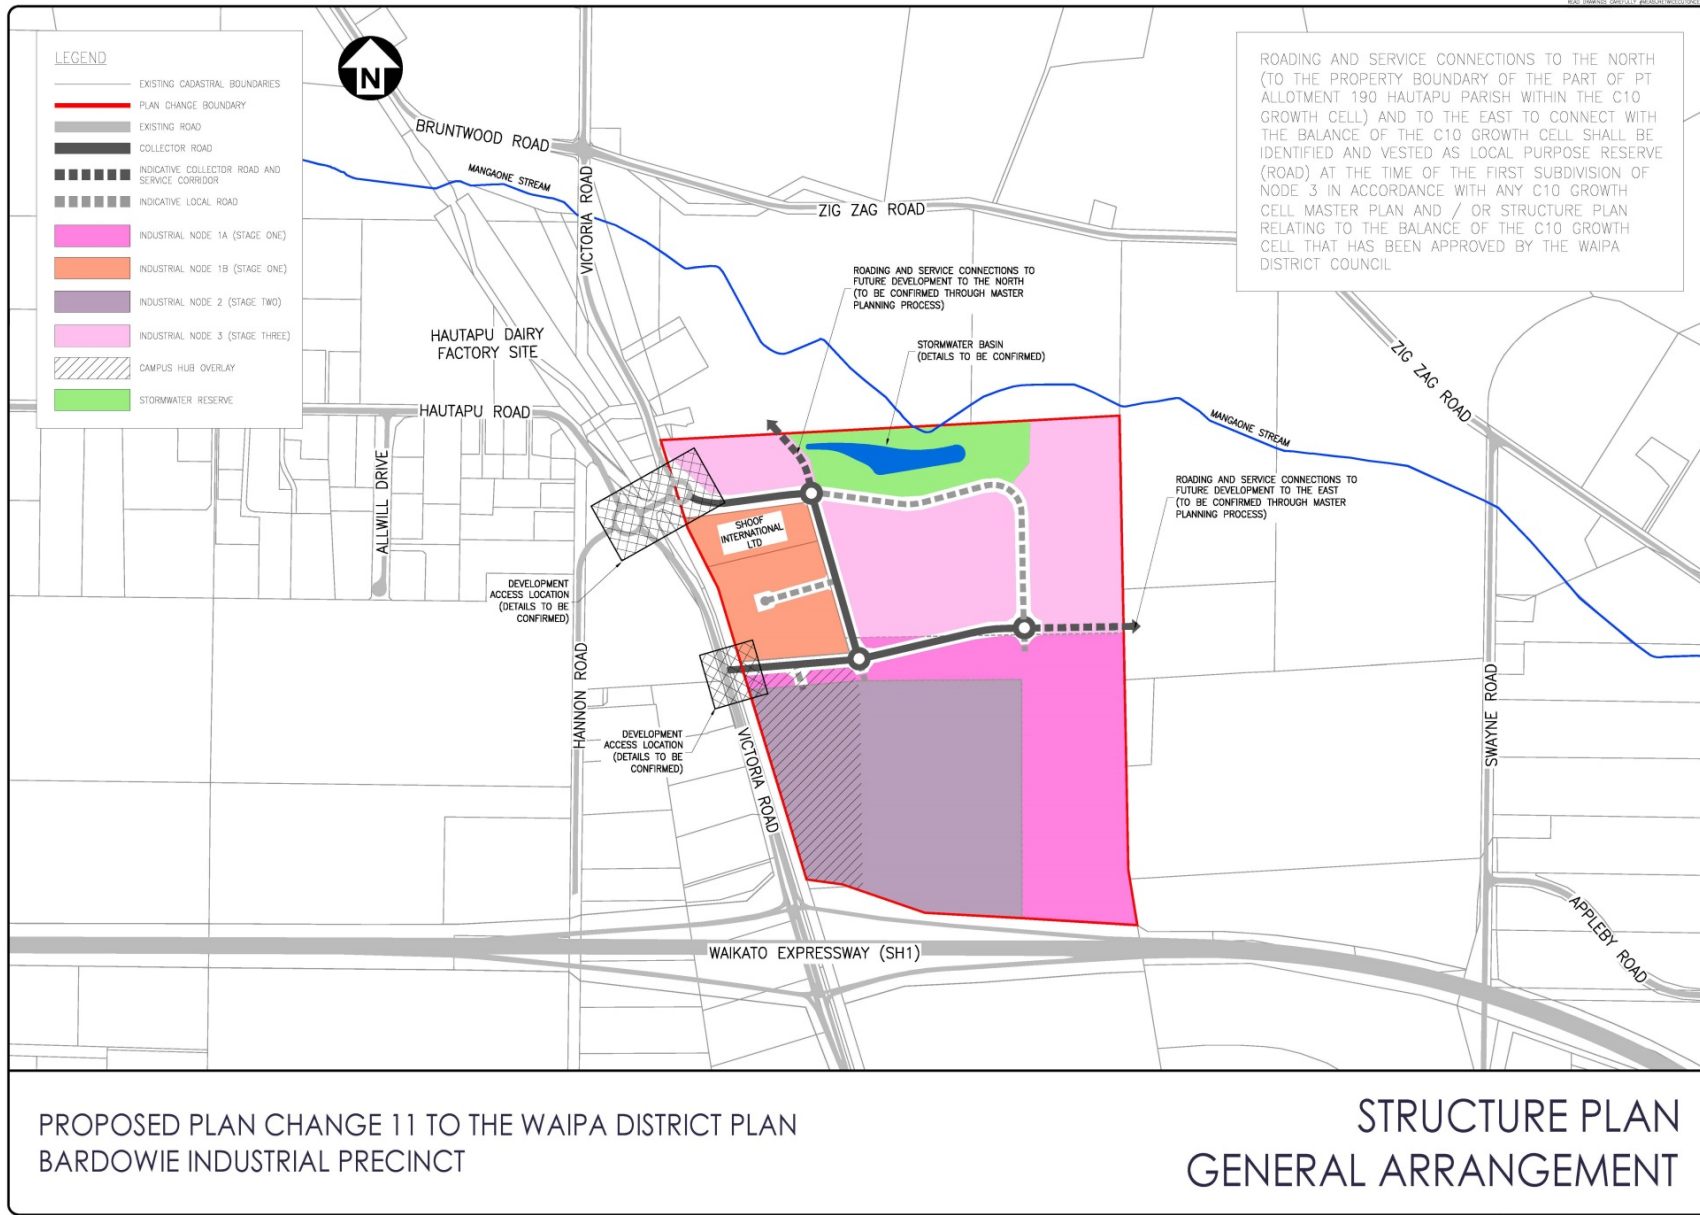 READ DRAWINGS CAREFULLY
LEGEND
EXISTING CADASTRAL BOUNDARIES
PLAN CHANGE BOUNDARY
EXISTING ROAD
COLLECTOR ROAD
INDICATIVE COLLECTOR ROAD AND
SERVICE CORRIDOR
INDICATIVE LOCAL ROAD
INDUSTRIAL NODE 1A (STAGE ONE)
INDUSTRIAL NODE 1B (STAGE ONE)
INDUSTRIAL NODE 2 (STAGE TWO)
INDUSTRIAL NODE 3 (STAGE THREE)
CAMPUS HUB OVERLAY
STORMWATER RESERVE
N
ROADING AND SERVICE CONNECTIONS TO THE NORTH
(TO THE PROPERTY BOUNDARY OF THE PART OF PT
ALLOTMENT 190 HAUTAPU PARISH WITHIN THE C10
GROWTH CELL) AND TO THE EAST TO CONNECT WITH
THE BALANCE OF THE C10 GROWTH CELL SHALL BE
IDENTIFIED AND VESTED AS LOCAL PURPOSE RESERVE
(ROAD) AT THE TIME OF THE FIRST SUBDIVISION OF
NODE 3 IN ACCORDANCE WITH ANY C10 GROWTH
CELL MASTER PLAN AND / OR STRUCTURE PLAN
RELATING TO THE BALANCE OF THE C10 GROWTH
CELL THAT HAS BEEN APPROVED BY THE WAIPA
DISTRICT COUNCIL
BRUNTWOOD ROAD
MANGAONE STREAM
VICTORIA ROAD
ZIG ZAG ROAD
ROADING AND SERVICE CONNECTIONS TO
FUTURE DEVELOPMENT TO THE NORTH
(TO BE CONFIRMED THROUGH MASTER
PLANNING PROCESS)
HAUTAPU DAIRY
FACTORY SITE
STORMWATER BASIN
(DETAILS TO BE CONFIRMED)
ZIG ZAG ROAD
HAUTAPU ROAD
MANGAONE STREAM
ALLWILL DRIVE
ROADING AND SERVICE CONNECTIONS TO
FUTURE DEVELOPMENT TO THE EAST
(TO BE CONFIRMED THROUGH MASTER
PLANNING PROCESS)
SHOOF
INTERNATIONAL
LTD
DEVELOPMENT
ACCESS LOCATION
(DETAILS TO BE
CONFIRMED)
HANNON ROAD
DEVELOPMENT
ACCESS LOCATION
(DETAILS TO BE
CONFIRMED)
VICTORIA ROAD
SWAYNE ROAD
APPLEBY ROAD
WAIKATO EXPRESSWAY (SH1)
PROPOSED PLAN CHANGE 11 TO THE WAIPA DISTRICT PLAN
BARDOWIE INDUSTRIAL PRECINCT
STRUCTURE PLAN
GENERAL ARRANGEMENT